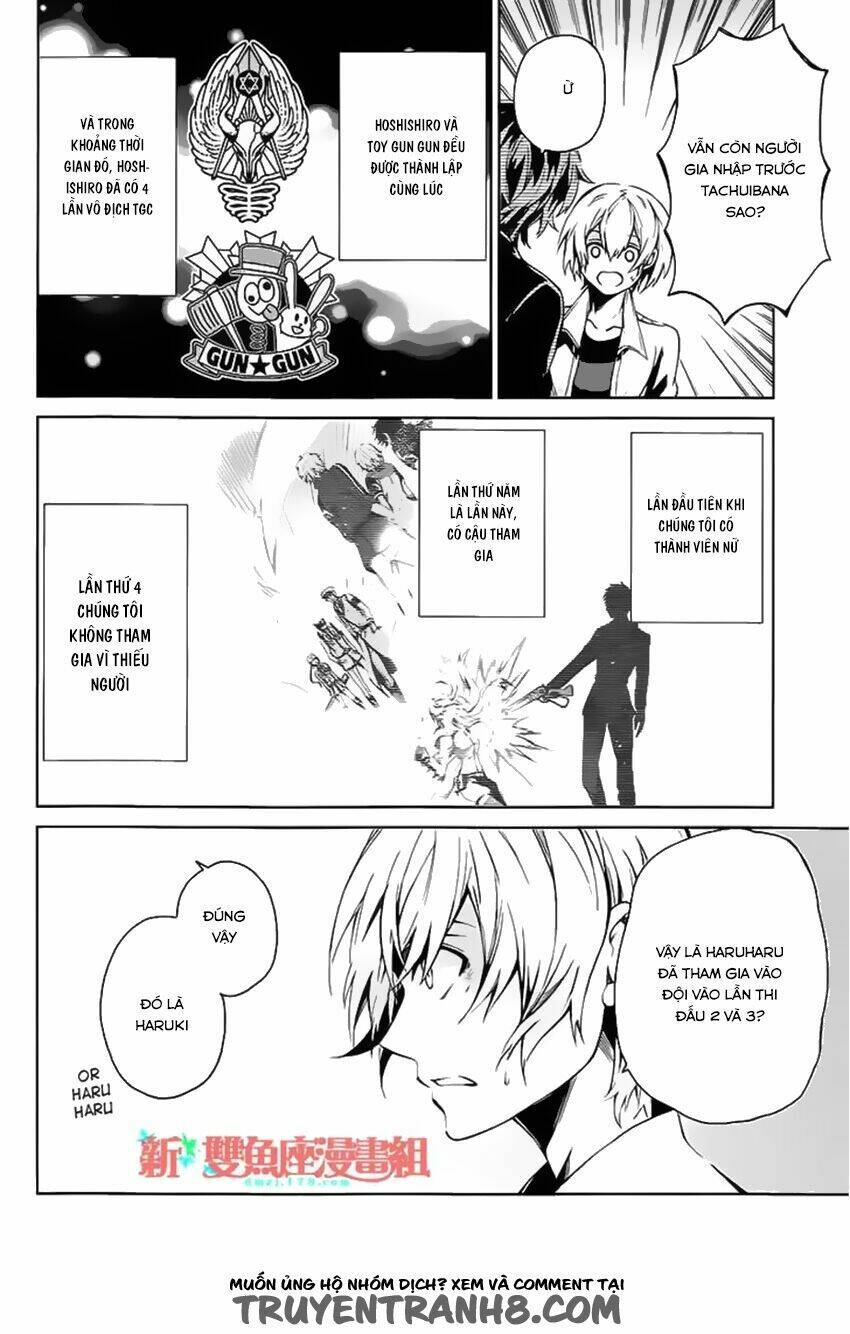 VẪN CÒN NGƯỜI
GIA NHẬP TRƯỚC
TACHUIBANA
SAO?
Ừ
HOSHISHIRO VÀ
TOY GUN GUN ĐỀU
ĐƯỢC THÀNH LẬP
CÙNG LÚC
VÀ TRONG
KHOẢNG THỜI
GIAN ĐÓ, HOSH-
ISHIRO ĐÃ CÓ 4
LẦN VÔ ĐỊCH TGC
GUN★GUN
LẦN ĐẦU TIÊN KHI
CHÚNG TÔI CÓ
THÀNH VIÊN NỮ
LẦN THỨ NĂM
LÀ LẦN NÀY,
CÓ CẬU THAM
GIA
LẦN THỨ 4
CHÚNG TÔI
KHÔNG THAM
GIA VÌ THIẾU
NGƯỜI
VẬY LÀ HARUHARU
ĐÃ THAM GIA VÀO
ĐỘI VÀO LẦN THI
ĐẤU 2 VÀ 3?
ĐÚNG
VẬY
ĐÓ LÀ
HARUKI
OR
HARU
HARU
新 雙魚座漫畫組
dmzj.178.com
MUỐN ỦNG HỘ NHÓM DỊCH? XEM VÀ COMMENT TẠI
TRUYENTRANH8.COM